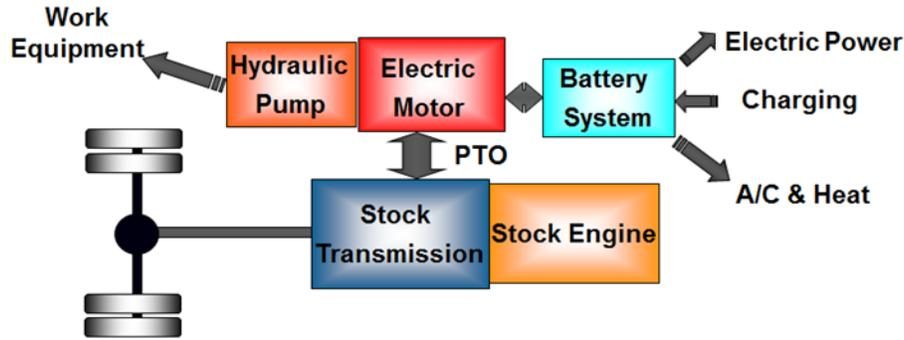 Work
Equipment
Hydraulic
Pump
Electric
Motor
Battery
System
Electric Power
Charging
A/C & Heat
PTO
Stock
Transmission
Stock Engine